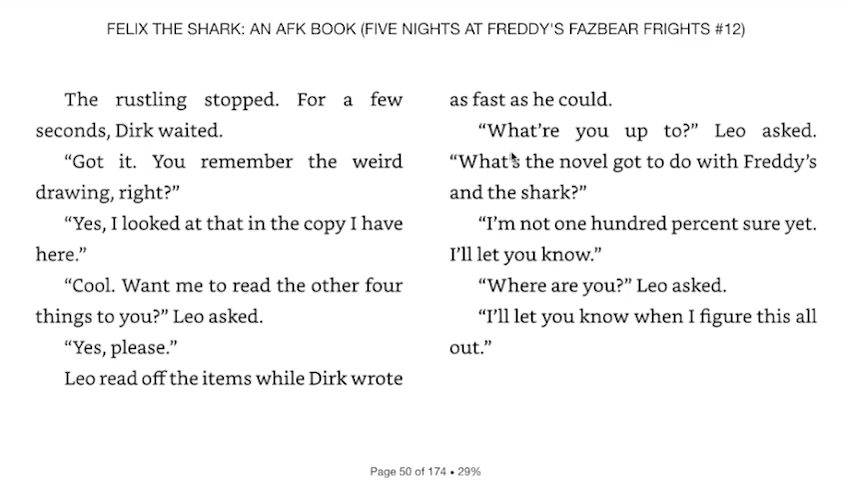 FELIX THE SHARK: AN AFK BOOK (FIVE NIGHTS AT FREDDY'S FAZBEAR FRIGHTS #12)
The rustling stopped. For a few
seconds, Dirk waited.
“Got it. You remember the weird
drawing, right?”
“Yes, I looked at that in the copy I have
here.”
“Cool. Want me to read the other four
things to you?” Leo asked.
“Yes, please.”
Leo read off the items while Dirk wrote
as fast as he could.
“What’re you up to?” Leo asked.
“What’s the novel got to do with Freddy’s
and the shark?”
“I’m not one hundred percent sure yet.
I’ll let you know.”
“Where are you?” Leo asked.
“I’ll let you know when I figure this all
out.”
Page 50 of 174 • 29%